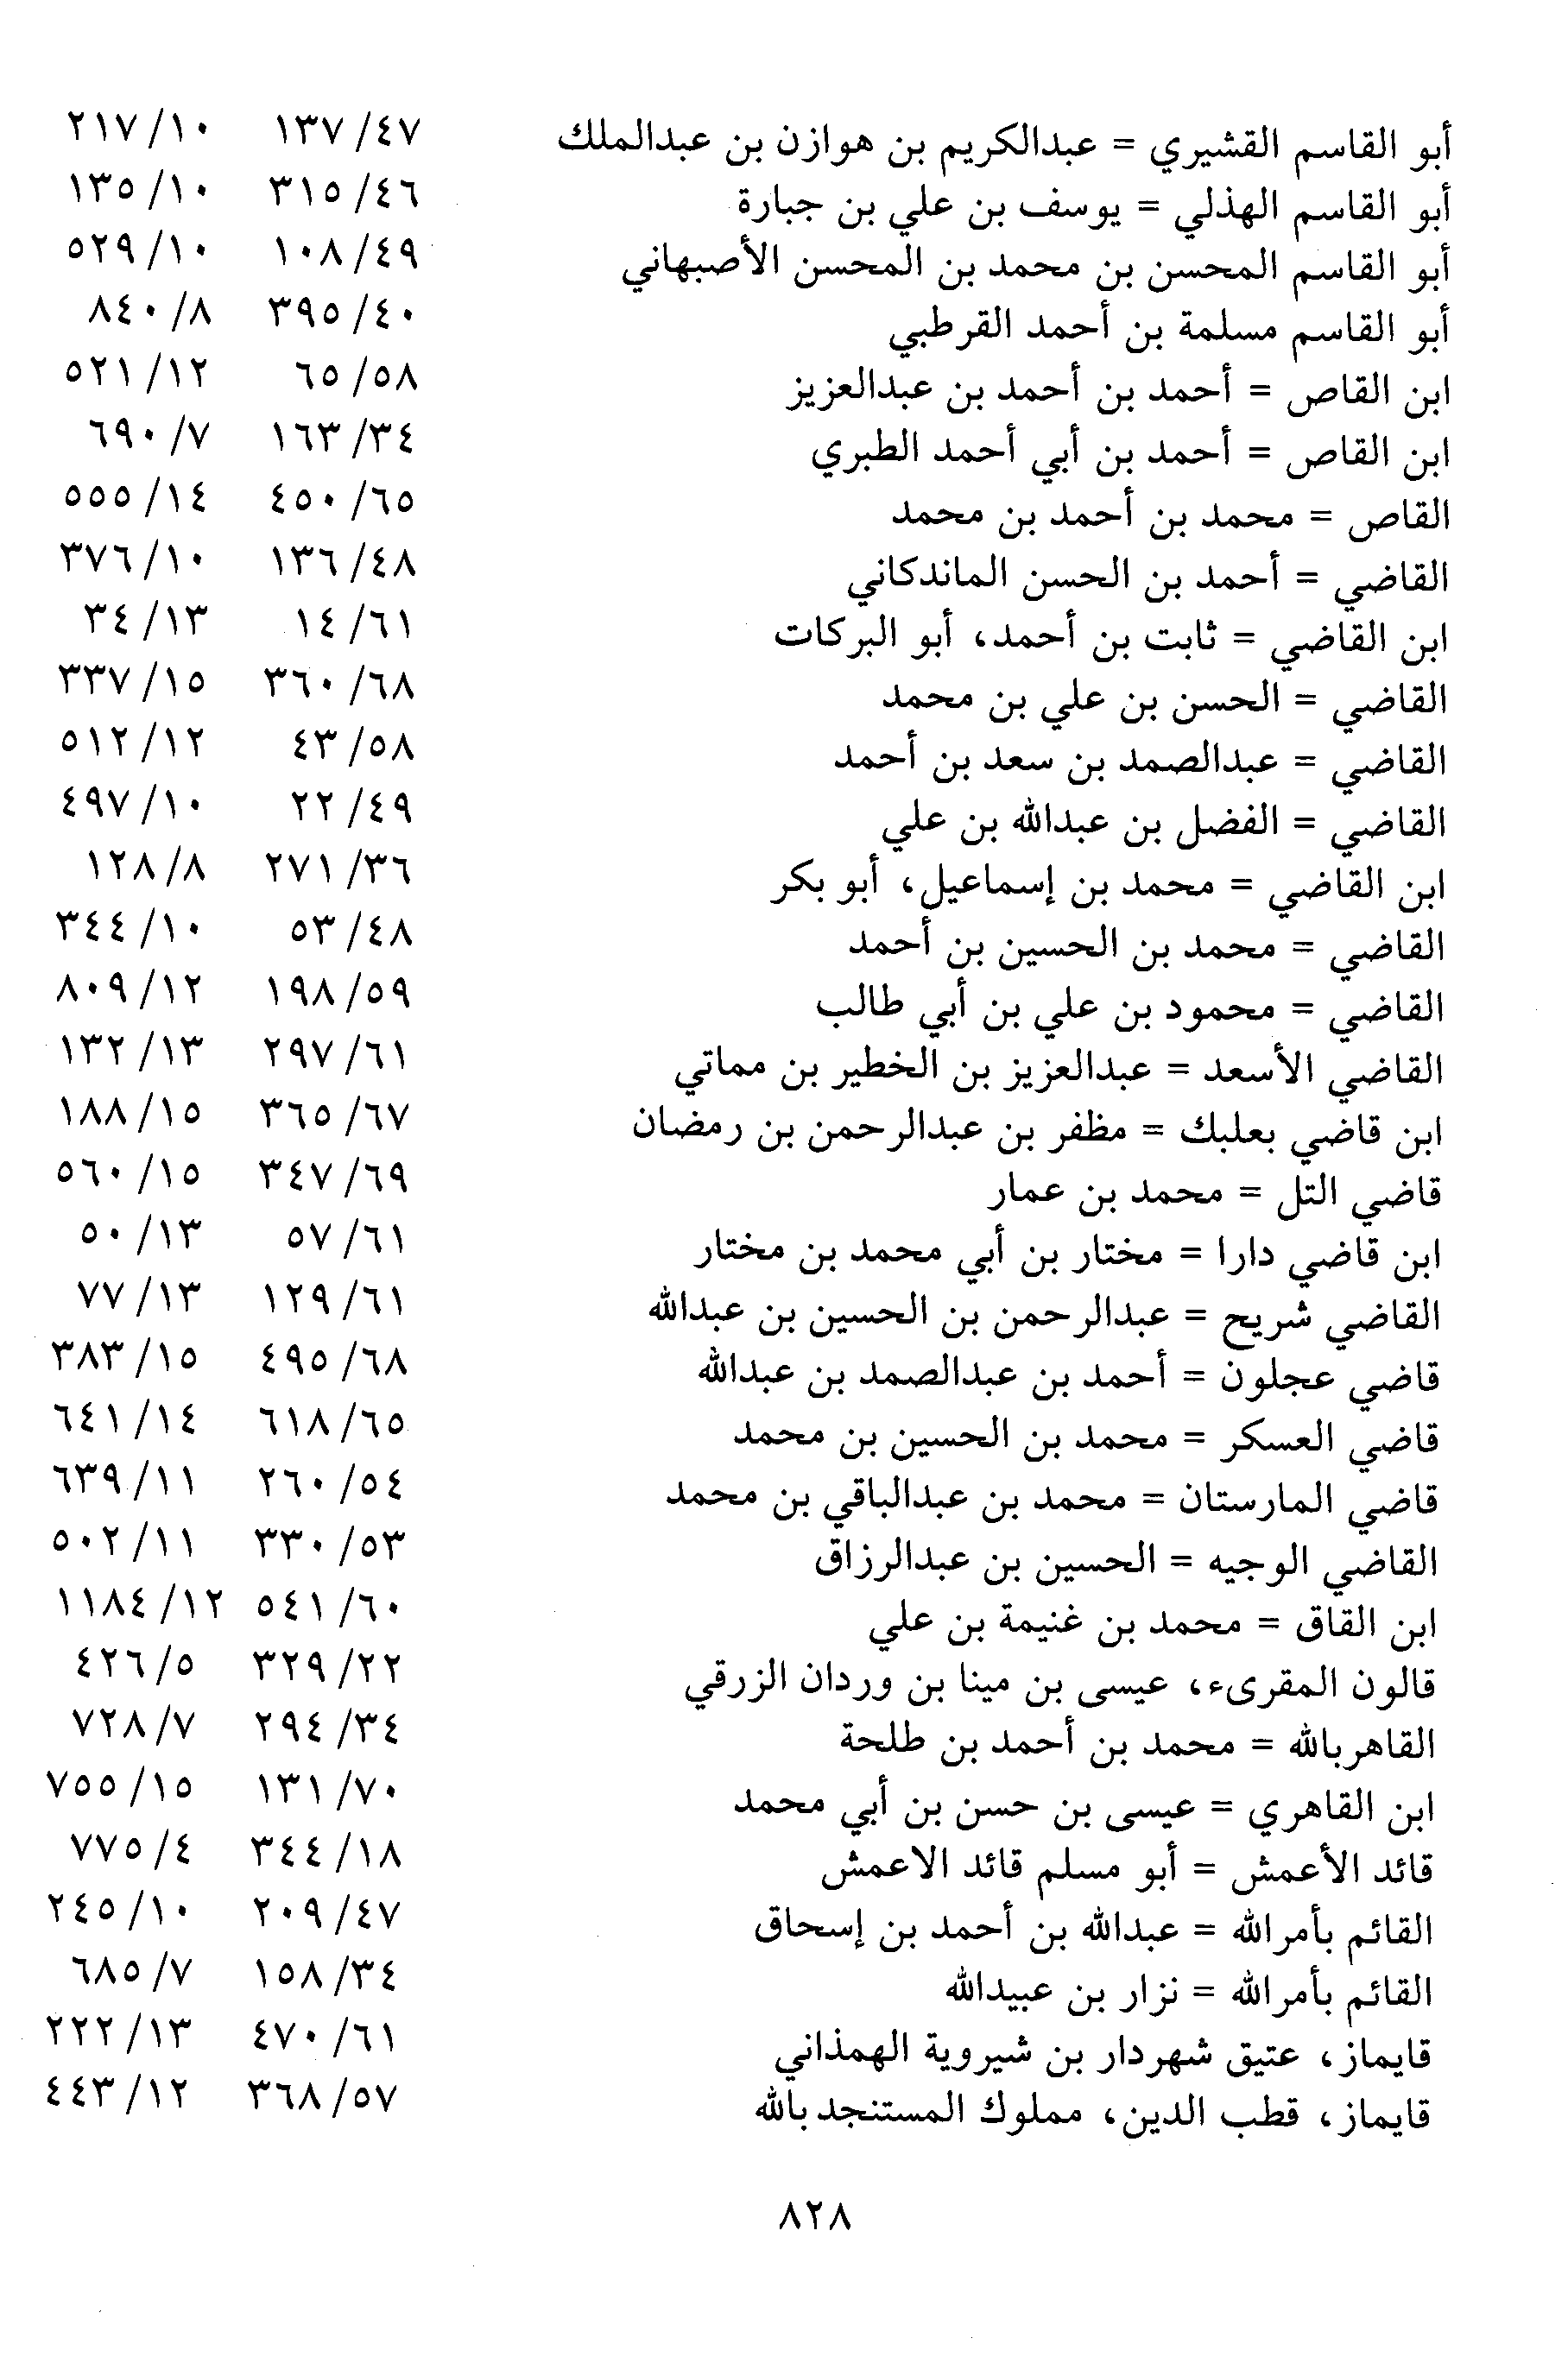 أبو القاسم القشيري = عبدالكريم بن هوازن بن عبدالملك ١٣٧/٤٧ ٢١٧/١٠
أبو القاسم الهذلي = يوسف بن علي بن جبارة ٣١٥/٤٦ ١٣٥/١٠
أبو القاسم المحسن بن محمد بن المحسن الأصبهاني ١٠٨/٤٩ ٥٢٩/١٠
أبو القاسم مسلمة بن أحمد القرطبي ٣٩٥/٤٠ ٨٤٠/٨
ابن القاص = أحمد بن أحمد بن عبدالعزيز ٦٥/٥٨ ٥٢١/١٢
ابن القاص = أحمد بن أبي أحمد الطبري ١٦٣/٣٤ ٦٩٠/٧
القاص = محمد بن أحمد بن محمد ٤٥٠/٦٥ ٥٥٥/١٤
القاضي = أحمد بن الحسن الماندكاني ١٣٦/٤٨ ٣٧٦/١٠
ابن القاضي = ثابت بن أحمد، أبو البركات ١٤/٦١ ٣٤/١٣
القاضي = الحسن بن علي بن محمد ٣٦٠/٦٨ ٣٣٧/١٥
القاضي = عبدالصمد بن سعد بن أحمد ٤٣/٥٨ ٥١٢/١٢
القاضي = الفضل بن عبدالله بن علي ٢٢/٤٩ ٤٩٧/١٠
ابن القاضي = محمد بن إسماعيل، أبو بكر ٢٧١/٣٦ ١٢٨/٨
القاضي = محمد بن الحسين بن أحمد ٥٣/٤٨ ٣٤٤/١٠
القاضي = محمود بن علي بن أبي طالب ١٩٨/٥٩ ٨٠٩/١٢
القاضي الأسعد = عبدالعزيز بن الخطير بن مماتي ٢٩٧/٦١ ١٣٢/١٣
ابن قاضي بعلبك = مظفر بن عبدالرحمن بن رمضان ٣٦٥/٦٧ ١٨٨/١٥
قاضي التل = محمد بن عمار ٣٤٧/٦٩ ٥٦٠/١٥
ابن قاضي دارا = مختار بن أبي محمد بن مختار ٥٧/٦١ ٥٠/١٣
القاضي شريح = عبدالرحمن بن الحسين بن عبدالله ١٢٩/٦١ ٧٧/١٣
قاضي عجلون = أحمد بن عبدالصمد بن عبدالله ٤٩٥/٦٨ ٣٨٣/١٥
قاضي العسكر = محمد بن الحسين بن محمد ٦١٨/٦٥ ٦٤١/١٤
قاضي المارستان = محمد بن عبدالباقي بن محمد ٢٦٠/٥٤ ٦٣٩/١١
القاضي الوجيه = الحسين بن عبدالرزاق ٣٣٠/٥٣ ٥٠٢/١١
ابن القاق = محمد بن غنيمة بن علي ٥٤١/٦٠ ١١٨٤/١٢
قالون المقرىء، عيسى بن مينا بن وردان الزرقي ٣٢٩/٢٢ ٤٢٦/٥
القاهربالله = محمد بن أحمد بن طلحة ٢٩٤/٣٤ ٧٢٨/٧
ابن القاهري = عيسى بن حسن بن أبي محمد ١٣١/٧٠ ٧٥٥/١٥
قائد الأعمش = أبو مسلم قائد الاعمش ٣٤٤/١٨ ٧٧٥/٤
القائم بأمرالله = عبدالله بن أحمد بن إسحاق ٢٠٩/٤٧ ٢٤٥/١٠
القائم بأمرالله = نزار بن عبيدالله ١٥٨/٣٤ ٦٨٥/٧
قايماز، عتيق شهردار بن شيروية الهمذاني ٤٧٠/٦١ ٢٢٢/١٣
قايماز، قطب الدين، مملوك المستنجد بالله ٣٦٨/٥٧ ٤٤٣/١٢
٨٢٨